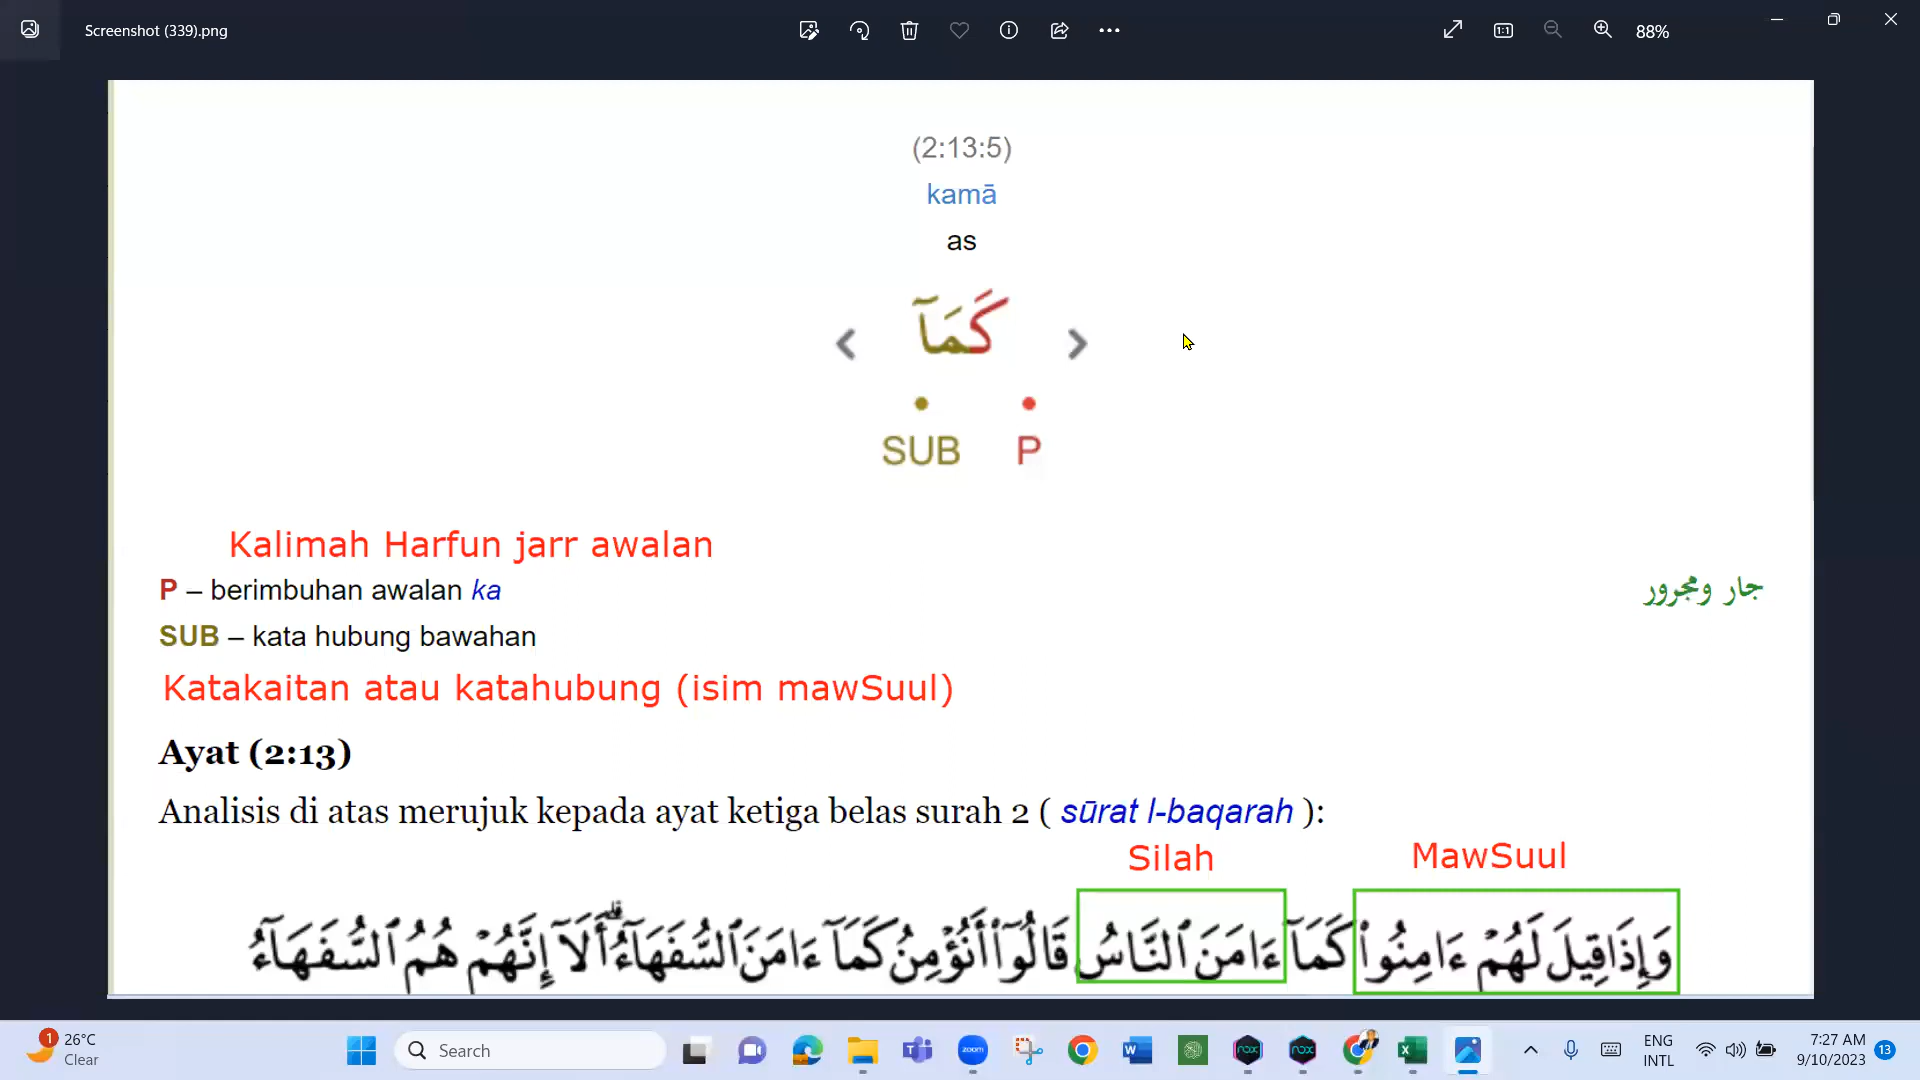 Screenshot (339).png
88%
(2:13:5)
kamā
as
كَمَآ
SUB P
Kalimah Harfun jarr awalan
P – berimbuhan awalan ka
جار ومجرور
SUB – kata hubung bawahan
Katakaitan atau katahubung (isim mawSuul)
Ayat (2:13)
Analisis di atas merujuk kepada ayat ketiga belas surah 2 ( sūrat l-baqarah ):
Silah MawSuul
وَإِذَا قِيلَ لَهُمْ ءَامِنُوا۟ كَمَآ ءَامَنَ ٱلنَّاسُ قَالُوٓا۟ أَنُؤْمِنُ كَمَآ ءَامَنَ ٱلسُّفَهَآءُ ۗ أَلَآ إِنَّهُمْ هُمُ ٱلسُّفَهَآءُ
1
26°C
Clear
Search
zoom
ENG
INTL
7:27 AM
9/10/2023
13